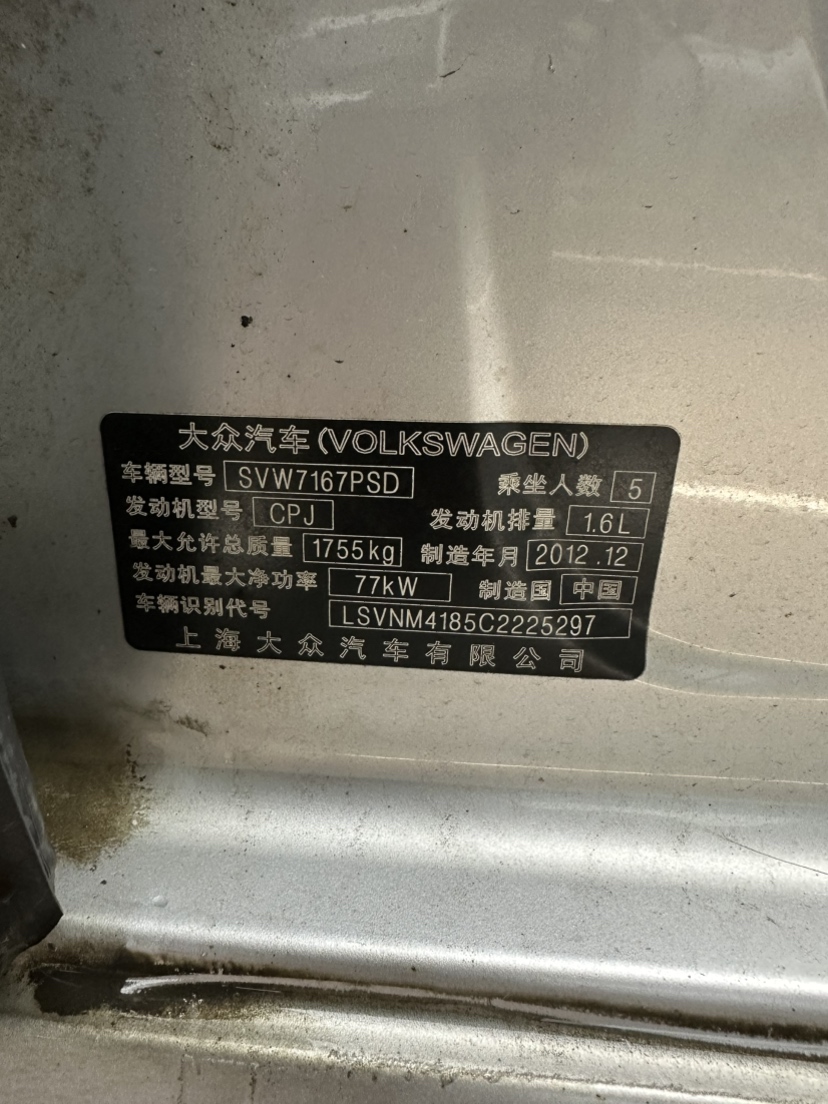 大众汽车(VOLKSWAGEN)
车辆型号 SVW7167PSD 乘坐人数 5
发动机型号 CPJ 发动机排量 1.6L
最大允许总质量 1755kg 制造年月 2012.12
发动机最大净功率 77kW 制造国 中国
车辆识别代号 LSVNM4185C2225297
上海大众汽车有限公司